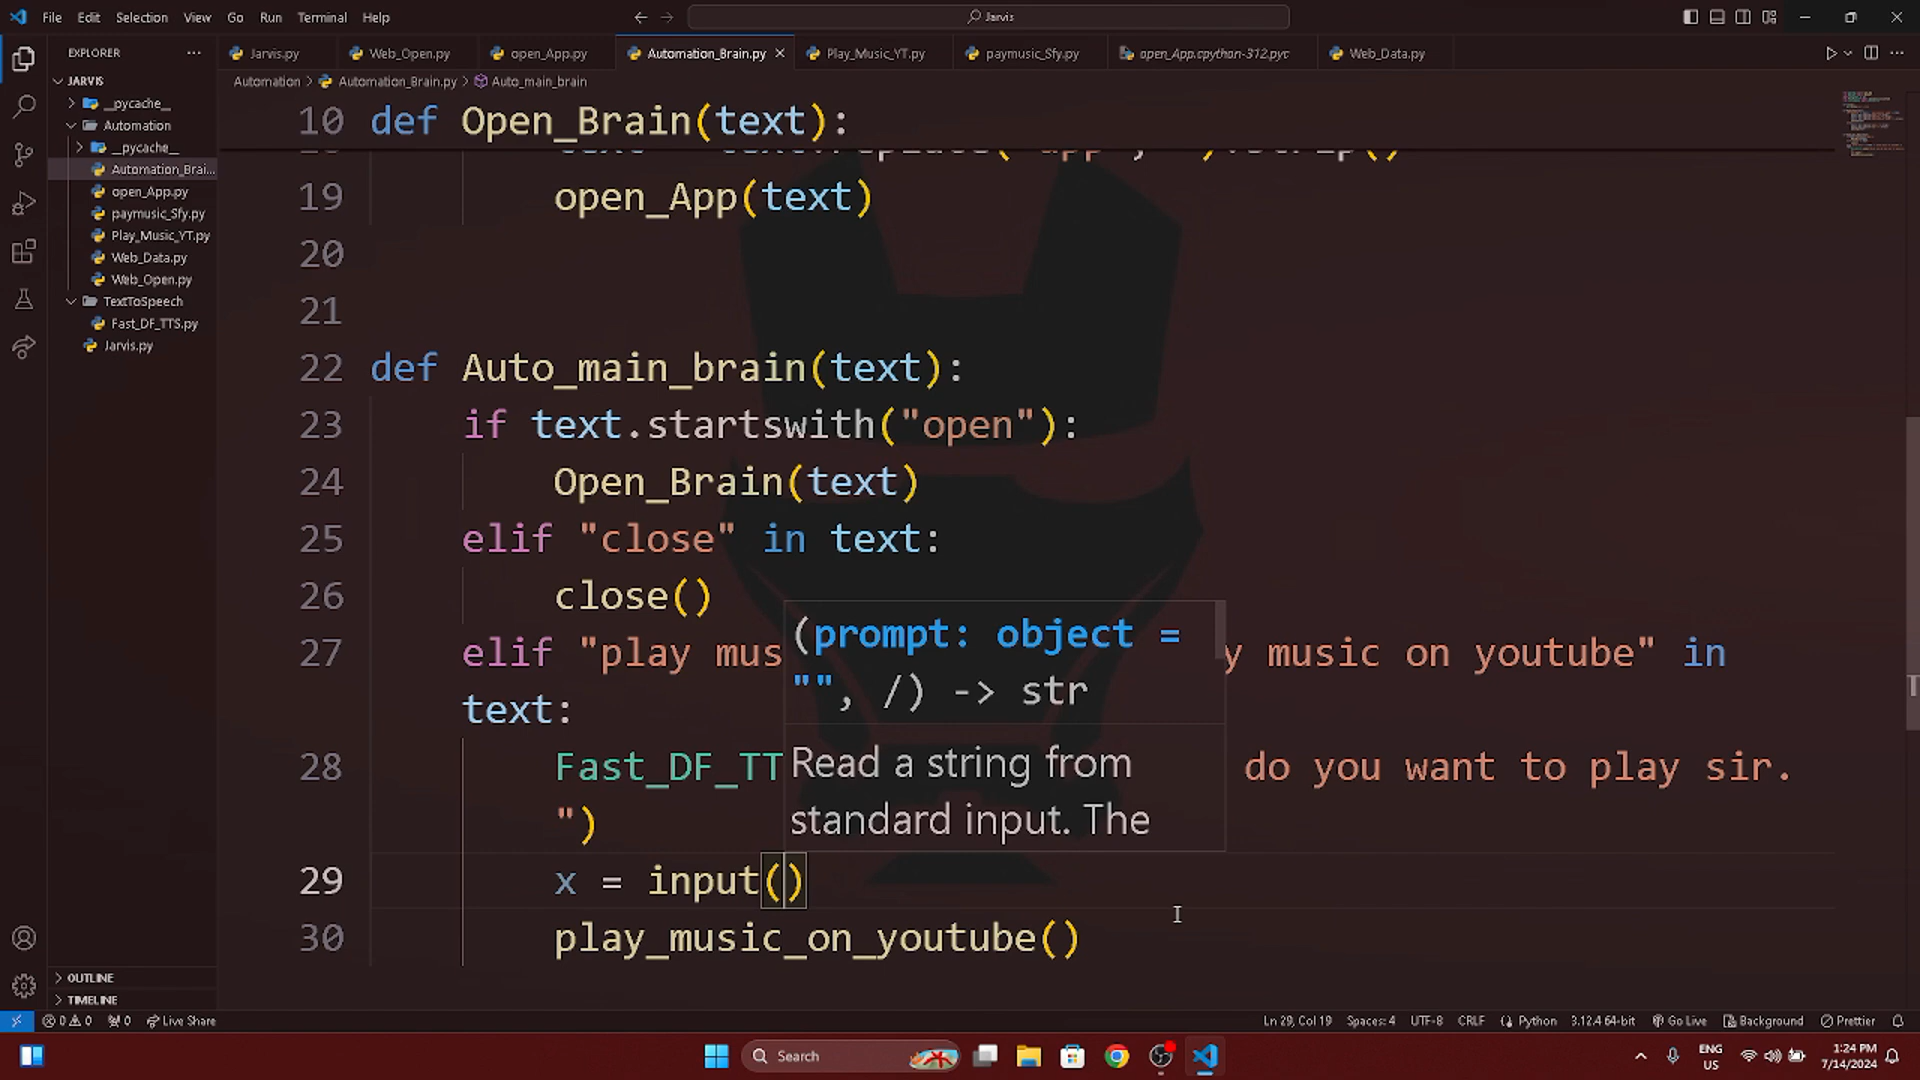 File Edit Selection View Go Run Terminal Help
Jarvis
EXPLORER
JARVIS
__pycache__
Automation
__pycache__
Automation_Brai...
open_App.py
paymusic_Sfy.py
Play_Music_YT.py
Web_Data.py
Web_Open.py
TextToSpeech
Fast_DF_TTS.py
Jarvis.py
OUTLINE
TIMELINE
Jarvis.py Web_Open.py open_App.py Automation_Brain.py Play_Music_YT.py paymusic_Sfy.py open_App.cpython-312.pyc Web_Data.py
Automation > Automation_Brain.py > Auto_main_brain
10 def Open_Brain(text):
19 open_App(text)
20
21
22 def Auto_main_brain(text):
23 if text.startswith("open"):
24 Open_Brain(text)
25 elif "close" in text:
26 close()
27 elif "play mus y music on youtube" in
text:
28 Fast_DF_TT do you want to play sir.
")
29 x = input()
30 play_music_on_youtube()
(prompt: object =
"", /) -> str
Read a string from
standard input. The
0 0 0 Live Share
Ln 29, Col 19 Spaces: 4 UTF-8 CRLF Python 3.12.4 64-bit Go Live Background Prettier
Search
ENG
US
1:24 PM
7/14/2024